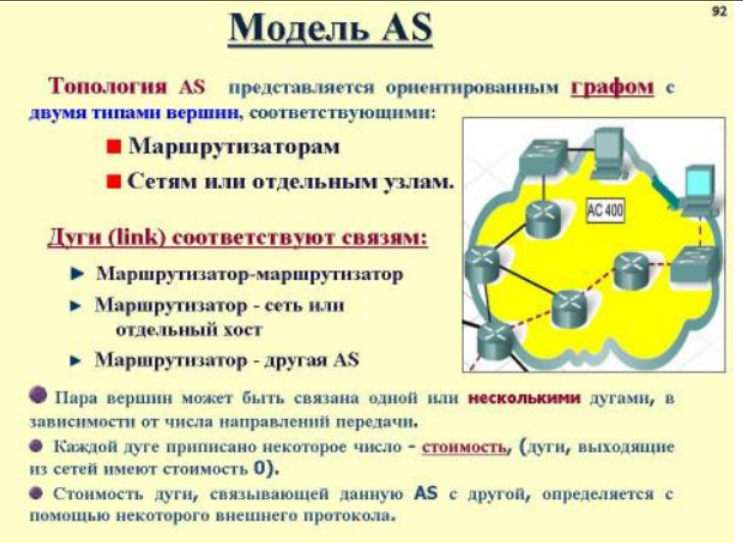 92
Модель AS
Топология AS представляется ориентированным графом с
двумя типами вершин, соответствующими:
Маршрутизаторам
Сетям или отдельным узлам.
АС 400
Дуги (link) соответствуют связям:
Маршрутизатор-маршрутизатор
Маршрутизатор - сеть или
отдельный хост
Маршрутизатор - другая AS
Пара вершин может быть связана одной или несколькими дугами, в
зависимости от числа направлений передачи.
Каждой дуге приписано некоторое число - стоимость, (дуги, выходящие
из сетей имеют стоимость 0).
Стоимость дуги, связывающей данную AS с другой, определяется с
помощью некоторого внешнего протокола.